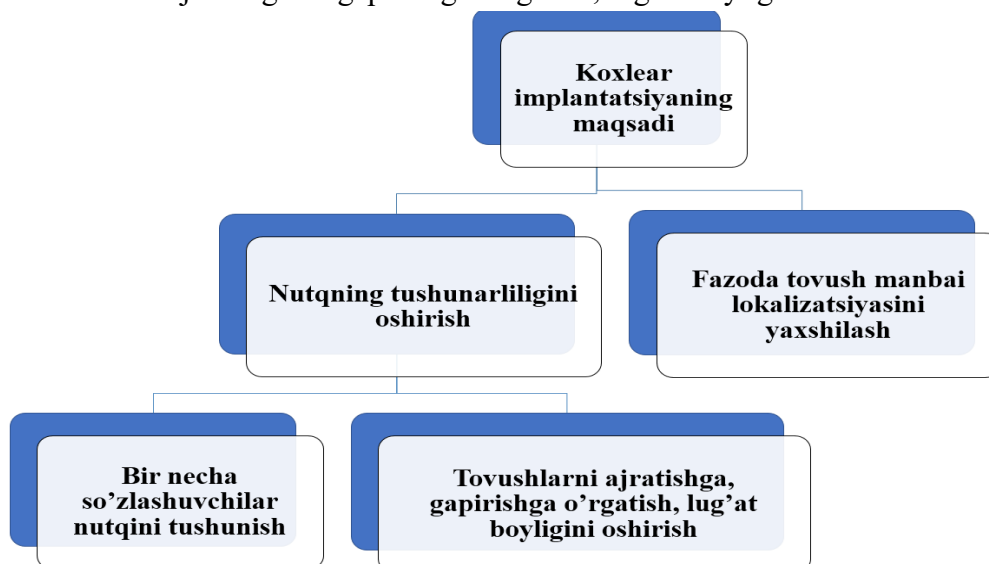 Koxlear
implantatsiyaning
maqsadi
Nutqning tushunarliligini
oshirish
Fazoda tovush manbai
lokalizatsiyasini
yaxshilash
Bir necha
so’zlashuvchilar
nutqini tushunish
Tovushlarni ajratishga,
gapirishga o’rgatish, lug’at
boyligini oshirish